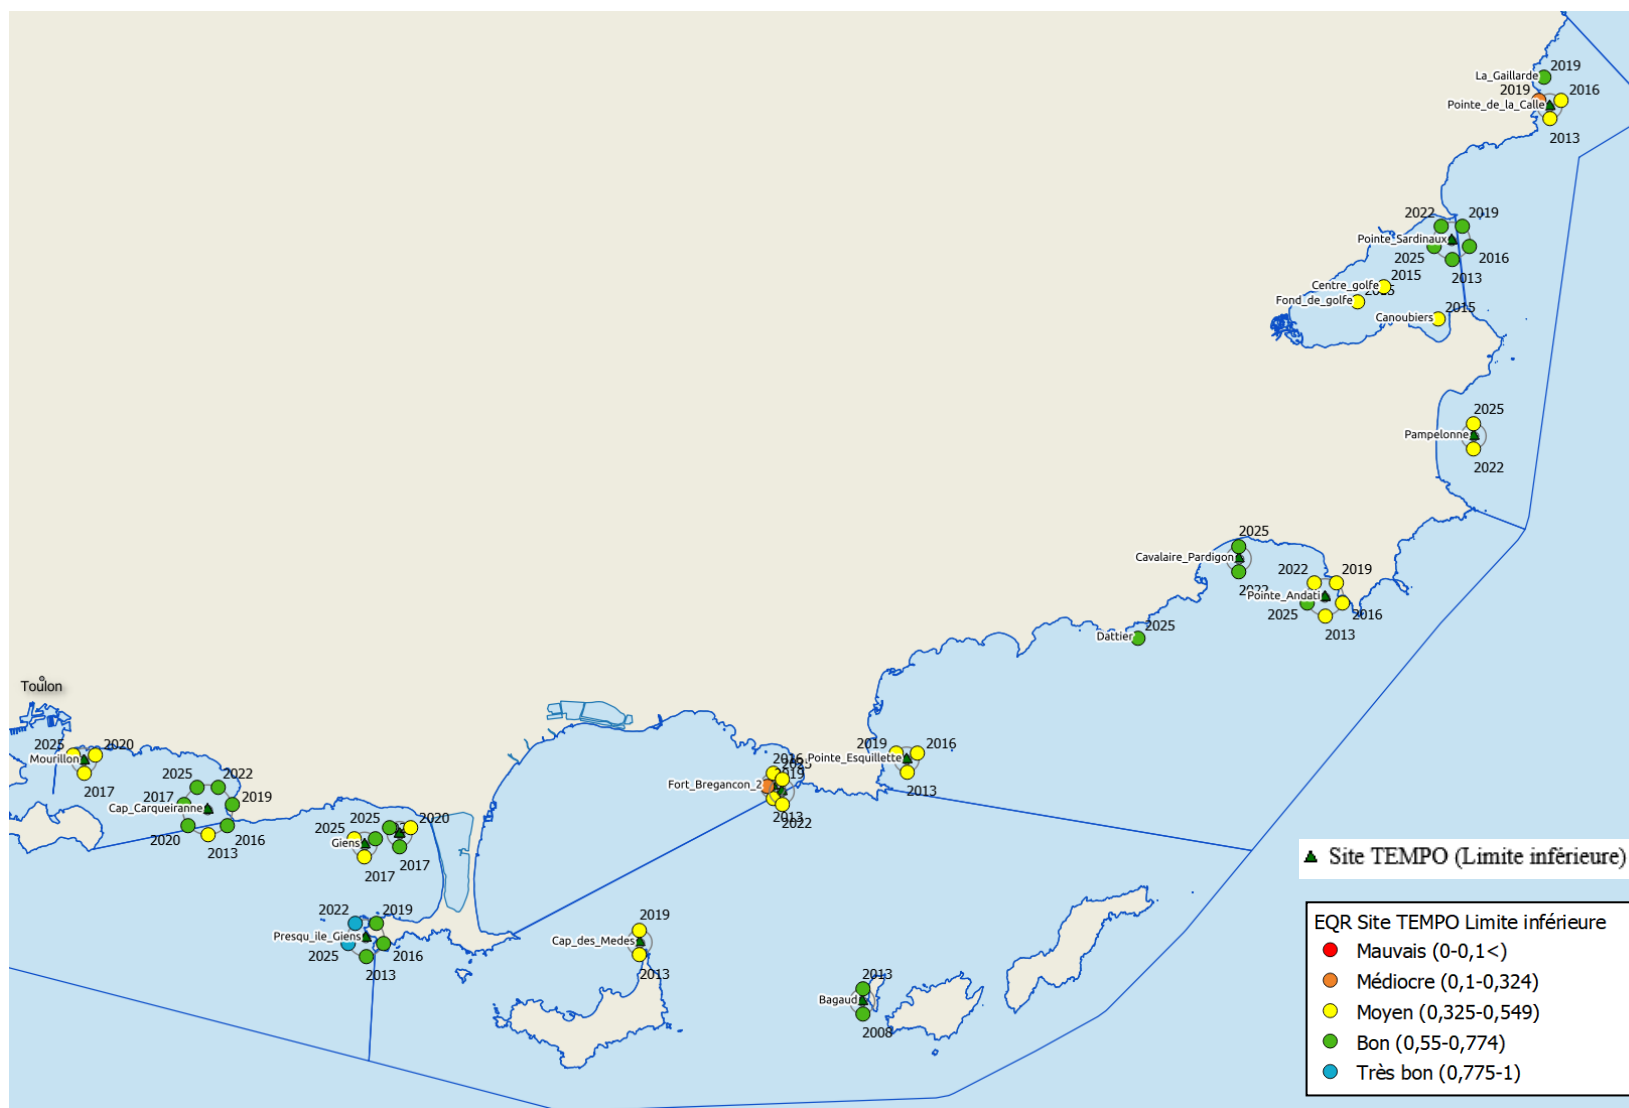 2019
La_Gaillarde
2019
2016
Pointe_de_la_Calle
2013
2022
2019
Pointe_Sardinaux
2025
2016
2013
2015
Centre_golfe
Fond_de_golfe
2015
Canoubiers
2025
Pampelonne
2022
2025
Cavalaire_Pardigon
2022
2022
2019
Pointe_Andati
2025
2016
2013
2025
Dattier
Toulon
2025
2020
Mourillon
2017
2025
2022
2017
2019
Cap_Carqueiranne
2020
2016
2013
2025
2025
2020
Giens
2017
2017
2022
2019
Presqu_ile_Giens
2025
2016
2013
2016
2025
2019
Fort_Bregancon_2
2013
2022
2019
2016
Pointe_Esquillette
2013
2019
Cap_des_Medes
2013
2013
Bagaud
2008
Site TEMPO (Limite inférieure)
EQR Site TEMPO Limite inférieure
Mauvais (0-0,1<)
Médiocre (0,1-0,324)
Moyen (0,325-0,549)
Bon (0,55-0,774)
Très bon (0,775-1)